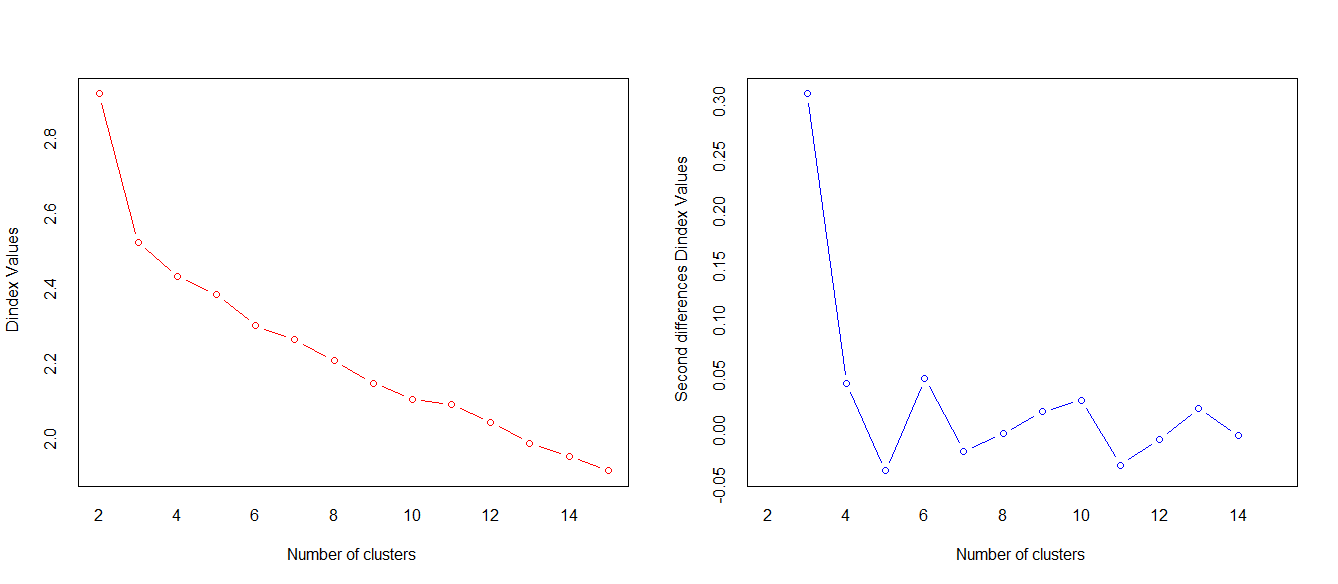 Dindex Values
2.8
2.6
2.4
2.2
2.0
2 4 6 8 10 12 14
Number of clusters
Second differences Dindex Values
0.30
0.25
0.20
0.15
0.10
0.05
0.00
-0.05
2 4 6 8 10 12 14
Number of clusters